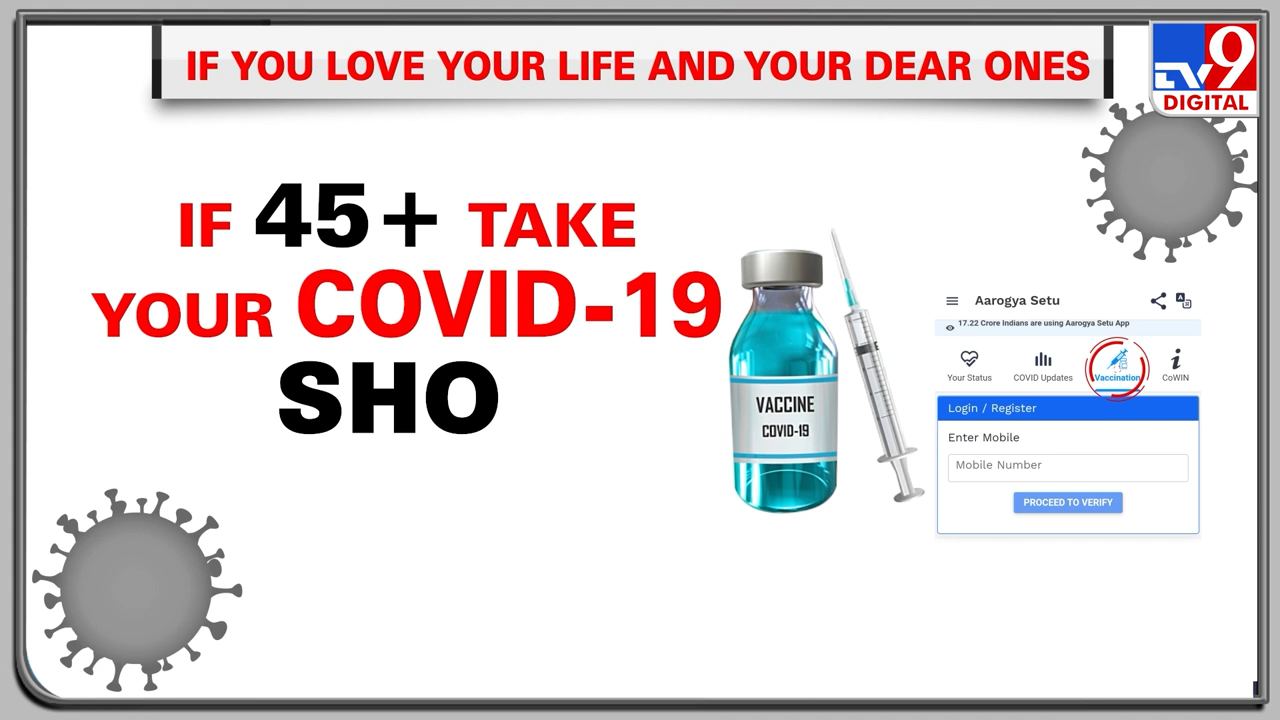 IF YOU LOVE YOUR LIFE AND YOUR DEAR ONES
TV9
DIGITAL
IF 45+ TAKE
YOUR COVID-19
SHO
VACCINE
COVID-19
Aarogya Setu
17.22 Crore Indians are using Aarogya Setu App
Your Status
COVID Updates
Vaccination
CoWIN
Login / Register
Enter Mobile
Mobile Number
PROCEED TO VERIFY